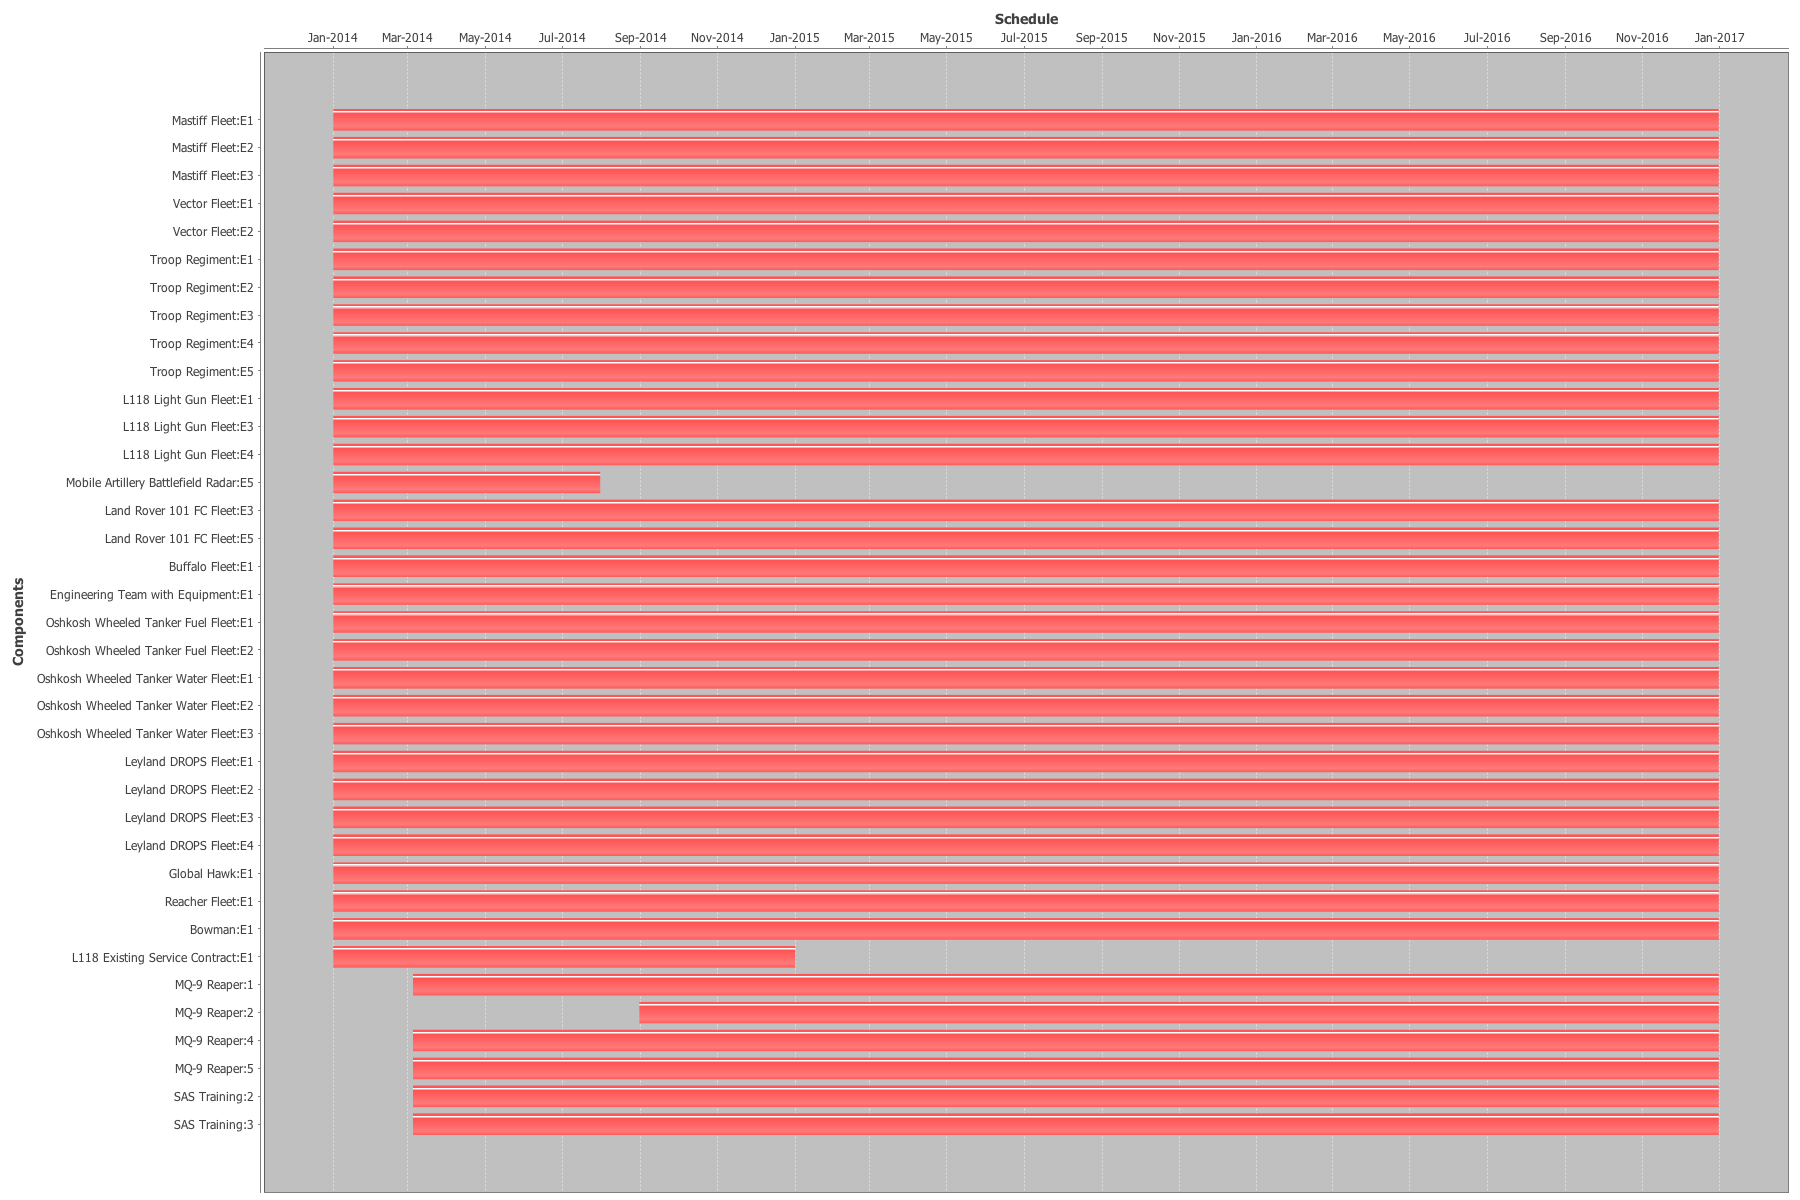 Schedule
Jan-2014 Mar-2014 May-2014 Jul-2014 Sep-2014 Nov-2014 Jan-2015 Mar-2015 May-2015 Jul-2015 Sep-2015 Nov-2015 Jan-2016 Mar-2016 May-2016 Jul-2016 Sep-2016 Nov-2016 Jan-2017
Components
Mastiff Fleet:E1
Mastiff Fleet:E2
Mastiff Fleet:E3
Vector Fleet:E1
Vector Fleet:E2
Troop Regiment:E1
Troop Regiment:E2
Troop Regiment:E3
Troop Regiment:E4
Troop Regiment:E5
L118 Light Gun Fleet:E1
L118 Light Gun Fleet:E3
L118 Light Gun Fleet:E4
Mobile Artillery Battlefield Radar:E5
Land Rover 101 FC Fleet:E3
Land Rover 101 FC Fleet:E5
Buffalo Fleet:E1
Engineering Team with Equipment:E1
Oshkosh Wheeled Tanker Fuel Fleet:E1
Oshkosh Wheeled Tanker Fuel Fleet:E2
Oshkosh Wheeled Tanker Water Fleet:E1
Oshkosh Wheeled Tanker Water Fleet:E2
Oshkosh Wheeled Tanker Water Fleet:E3
Leyland DROPS Fleet:E1
Leyland DROPS Fleet:E2
Leyland DROPS Fleet:E3
Leyland DROPS Fleet:E4
Global Hawk:E1
Reacher Fleet:E1
Bowman:E1
L118 Existing Service Contract:E1
MQ-9 Reaper:1
MQ-9 Reaper:2
MQ-9 Reaper:4
MQ-9 Reaper:5
SAS Training:2
SAS Training:3